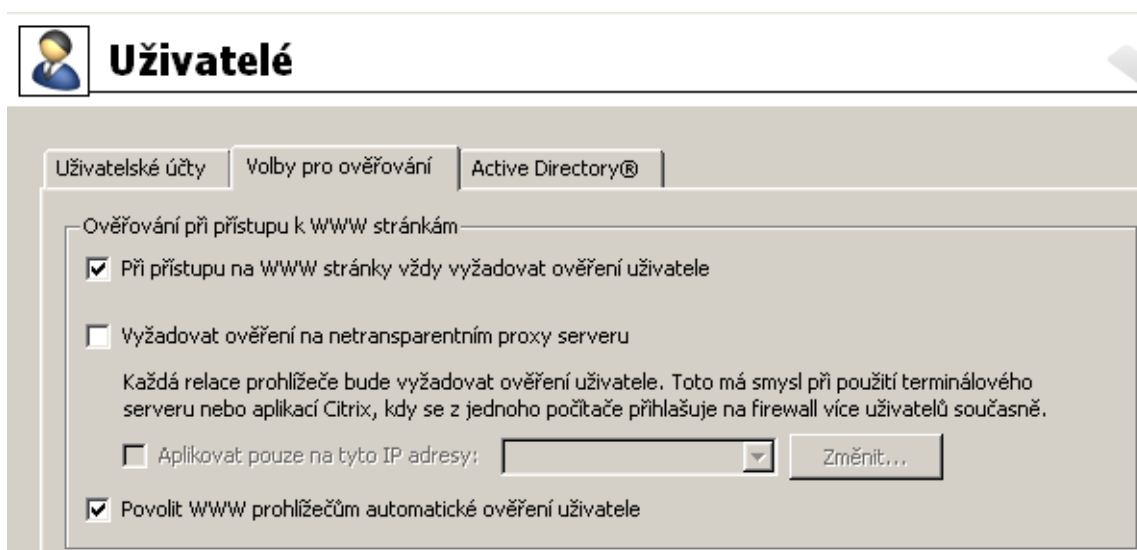 Uživatelé
Uživatelské účty
Volby pro ověřování
Active Directory®
Ověřování při přístupu k WWW stránkám
Při přístupu na WWW stránky vždy vyžadovat ověření uživatele
Vyžadovat ověření na netransparentním proxy serveru
Každá relace prohlížeče bude vyžadovat ověření uživatele. Toto má smysl při použití terminálového
serveru nebo aplikací Citrix, kdy se z jednoho počítače přihlašuje na firewall více uživatelů současně.
Aplikovat pouze na tyto IP adresy:
Změnit...
Povolit WWW prohlížečům automatické ověření uživatele